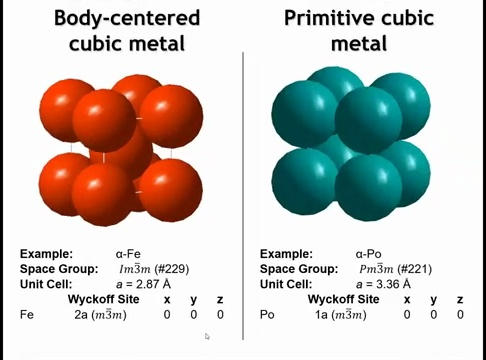 Body-centered
cubic metal
Example: α-Fe
Space Group: Im3̅m (#229)
Unit Cell: a = 2.87 Å
Wyckoff Site x y z
Fe 2a (m3̅m) 0 0 0
Primitive cubic
metal
Example: α-Po
Space Group: Pm3̅m (#221)
Unit Cell: a = 3.36 Å
Wyckoff Site x y z
Po 1a (m3̅m) 0 0 0